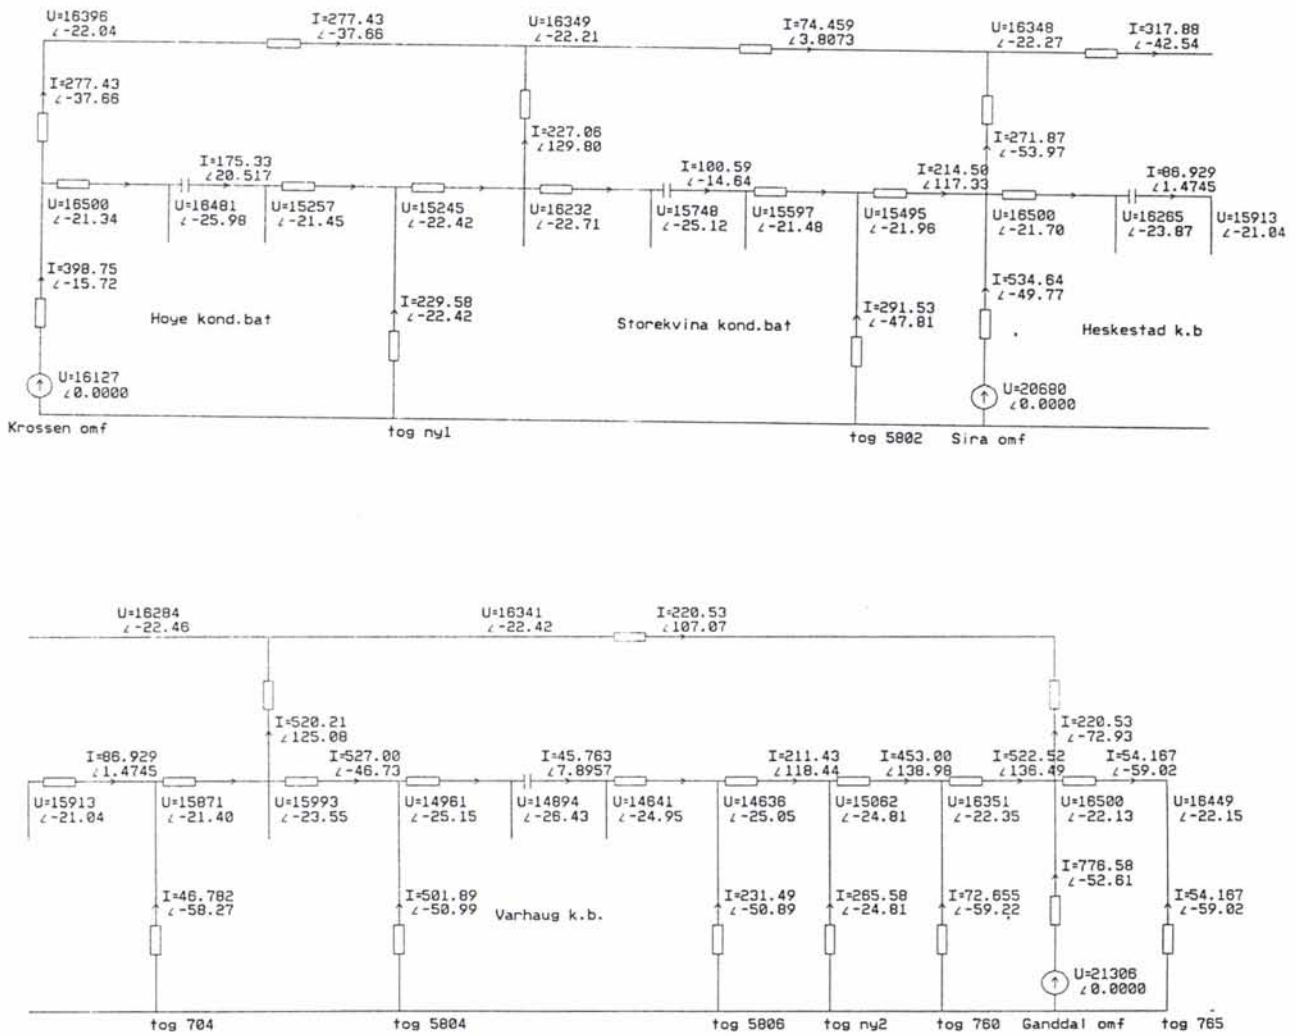 U=16396
∠-22.04
I=277.43
∠-37.66
U=16349
∠-22.21
I=74.459
∠3.8073
U=16348
∠-22.27
I=317.88
∠-42.54
I=277.43
∠-37.66
I=227.06
∠129.80
I=271.87
∠-53.97
I=175.33
∠20.517
I=100.59
∠-14.64
I=214.50
∠117.33
I=86.929
∠1.4745
U=16500
∠-21.34
U=16481
∠-25.98
U=15257
∠-21.45
U=15245
∠-22.42
U=16232
∠-22.71
U=15748
∠-25.12
U=15597
∠-21.48
U=15495
∠-21.96
U=16500
∠-21.70
U=16265
∠-23.87
U=15913
∠-21.04
I=398.75
∠-15.72
Hoye kond.bat
I=229.58
∠-22.42
Storekvina kond.bat
I=291.53
∠-47.81
I=534.64
∠-49.77
Heskestad k.b
U=16127
∠0.0000
U=20680
∠0.0000
Krossen omf
tog ny1
tog 5802
Sira omf
U=16284
∠-22.46
U=16341
∠-22.42
I=220.53
∠107.07
I=520.21
∠125.08
I=220.53
∠-72.93
I=86.929
∠1.4745
I=527.00
∠-46.73
I=45.763
∠7.8957
I=211.43
∠118.44
I=453.00
∠138.98
I=522.52
∠136.49
I=54.167
∠-59.02
U=15913
∠-21.04
U=15871
∠-21.40
U=15993
∠-23.55
U=14961
∠-25.15
U=14894
∠-26.43
U=14641
∠-24.95
U=14636
∠-25.05
U=15062
∠-24.81
U=16351
∠-22.35
U=16500
∠-22.13
U=16449
∠-22.15
I=46.782
∠-58.27
I=501.89
∠-50.99
Varhaug k.b.
I=231.49
∠-50.89
I=265.58
∠-24.81
I=72.655
∠-59.22
I=776.58
∠-52.61
I=54.167
∠-59.02
U=21306
∠0.0000
tog 704
tog 5804
tog 5806
tog ny2
tog 760
Ganddal omf
tog 765